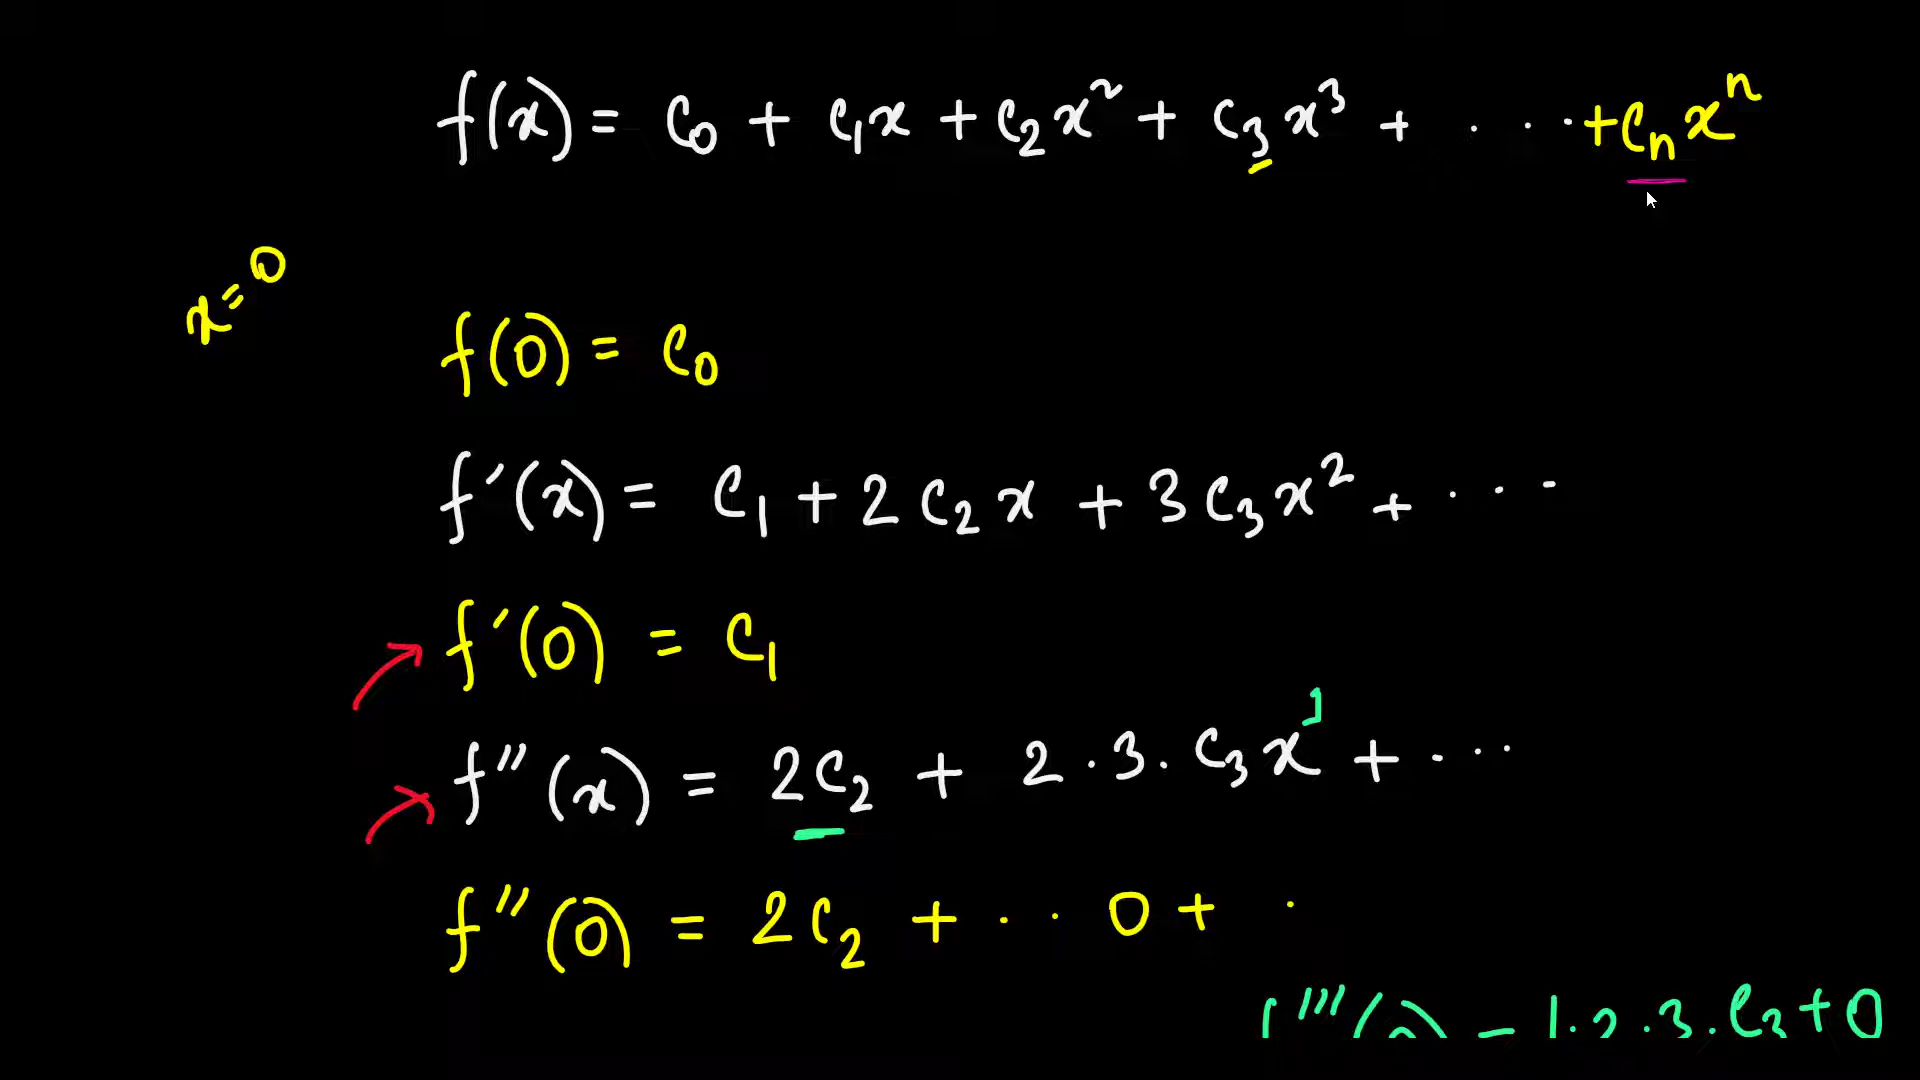 f(x) = C₀ + C₁x + C₂x² + C₃x³ + . . . + Cₙxⁿ
x=0
f(0) = C₀
f′(x) = C₁ + 2C₂x + 3C₃x² + . . .
f′(0) = C₁
f″(x) = 2C₂ + 2·3·C₃x¹ + . . .
f″(0) = 2C₂ + . . 0 + .
= 1·2·3·C₃+0